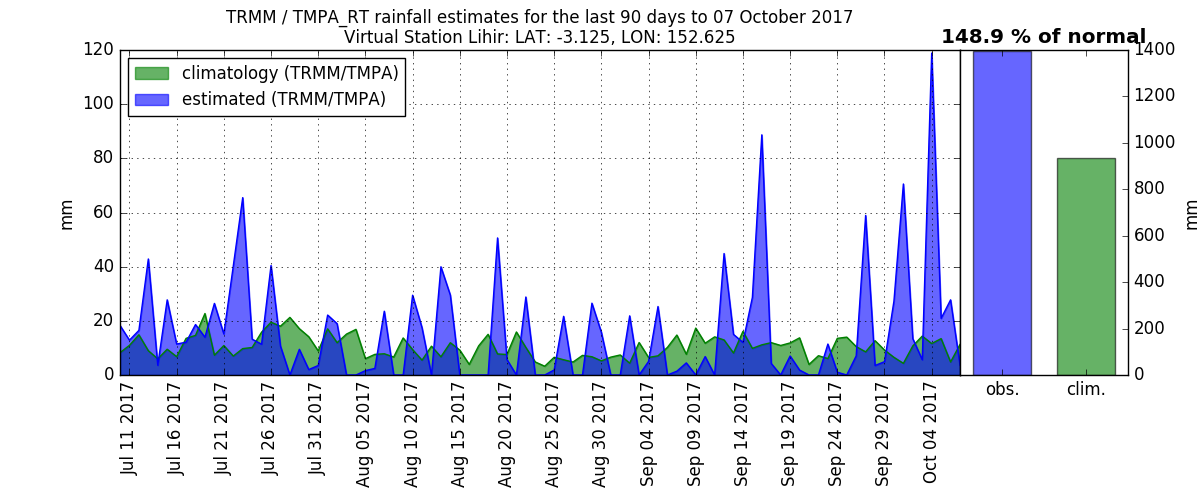 TRMM / TMPA_RT rainfall estimates for the last 90 days to 07 October 2017
Virtual Station Lihir: LAT: -3.125, LON: 152.625
148.9 % of normal
climatology (TRMM/TMPA)
estimated (TRMM/TMPA)
mm
120
100
80
60
40
20
0
1400
1200
1000
800
600
400
200
0
mm
Jul 11 2017
Jul 16 2017
Jul 21 2017
Jul 26 2017
Jul 31 2017
Aug 05 2017
Aug 10 2017
Aug 15 2017
Aug 20 2017
Aug 25 2017
Aug 30 2017
Sep 04 2017
Sep 09 2017
Sep 14 2017
Sep 19 2017
Sep 24 2017
Sep 29 2017
Oct 04 2017
obs.
clim.